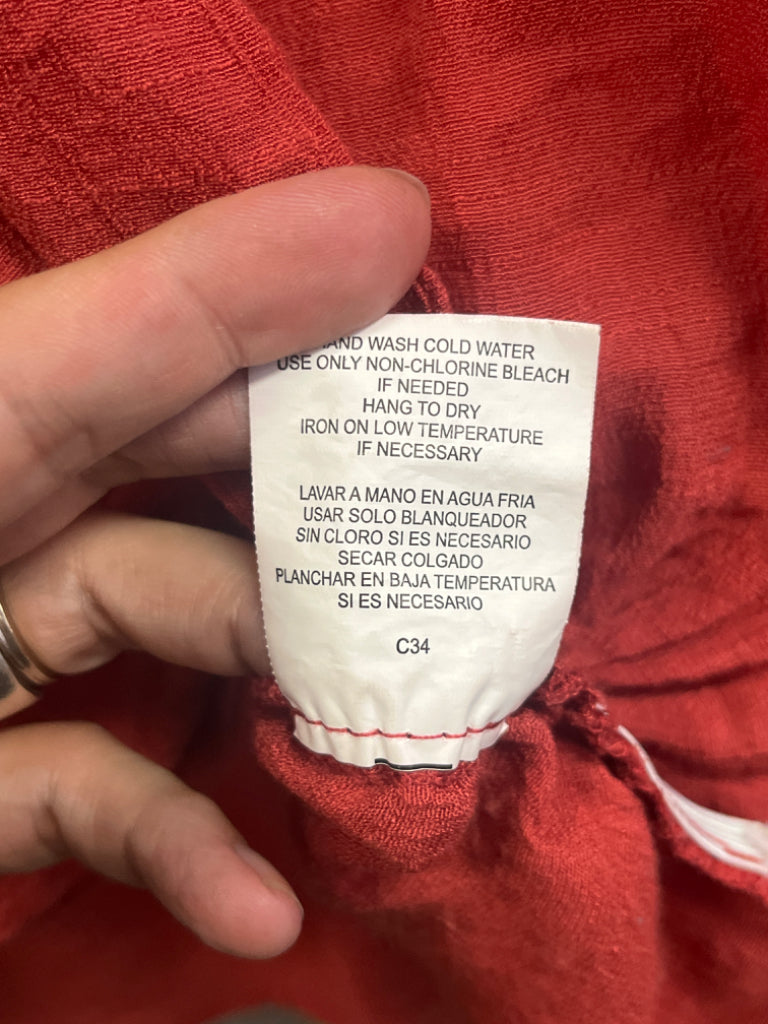 HAND WASH COLD WATER
USE ONLY NON-CHLORINE BLEACH
IF NEEDED
HANG TO DRY
IRON ON LOW TEMPERATURE
IF NECESSARY
LAVAR A MANO EN AGUA FRIA
USAR SOLO BLANQUEADOR
SIN CLORO SI ES NECESARIO
SECAR COLGADO
PLANCHAR EN BAJA TEMPERATURA
SI ES NECESARIO
C34